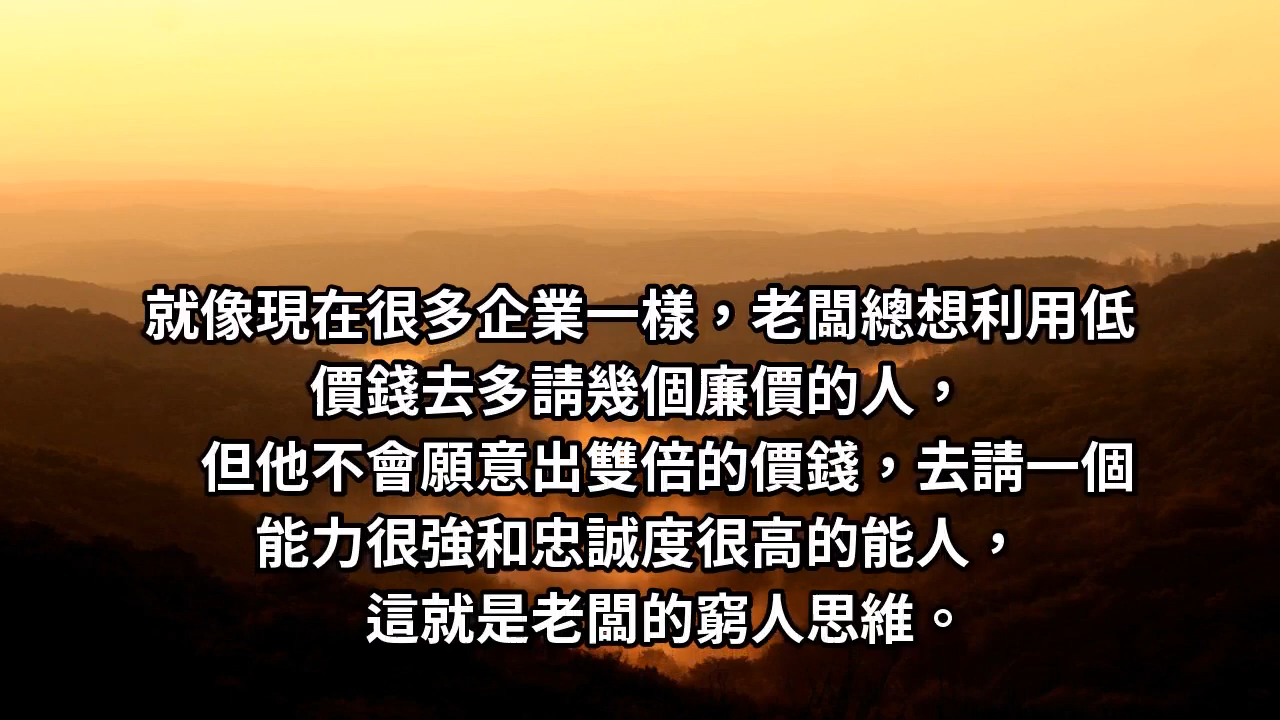 就像現在很多企業一樣，老闆總想利用低
價錢去多請幾個廉價的人，
但他不會願意出雙倍的價錢，去請一個
能力很強和忠誠度很高的能人，
這就是老闆的窮人思維。